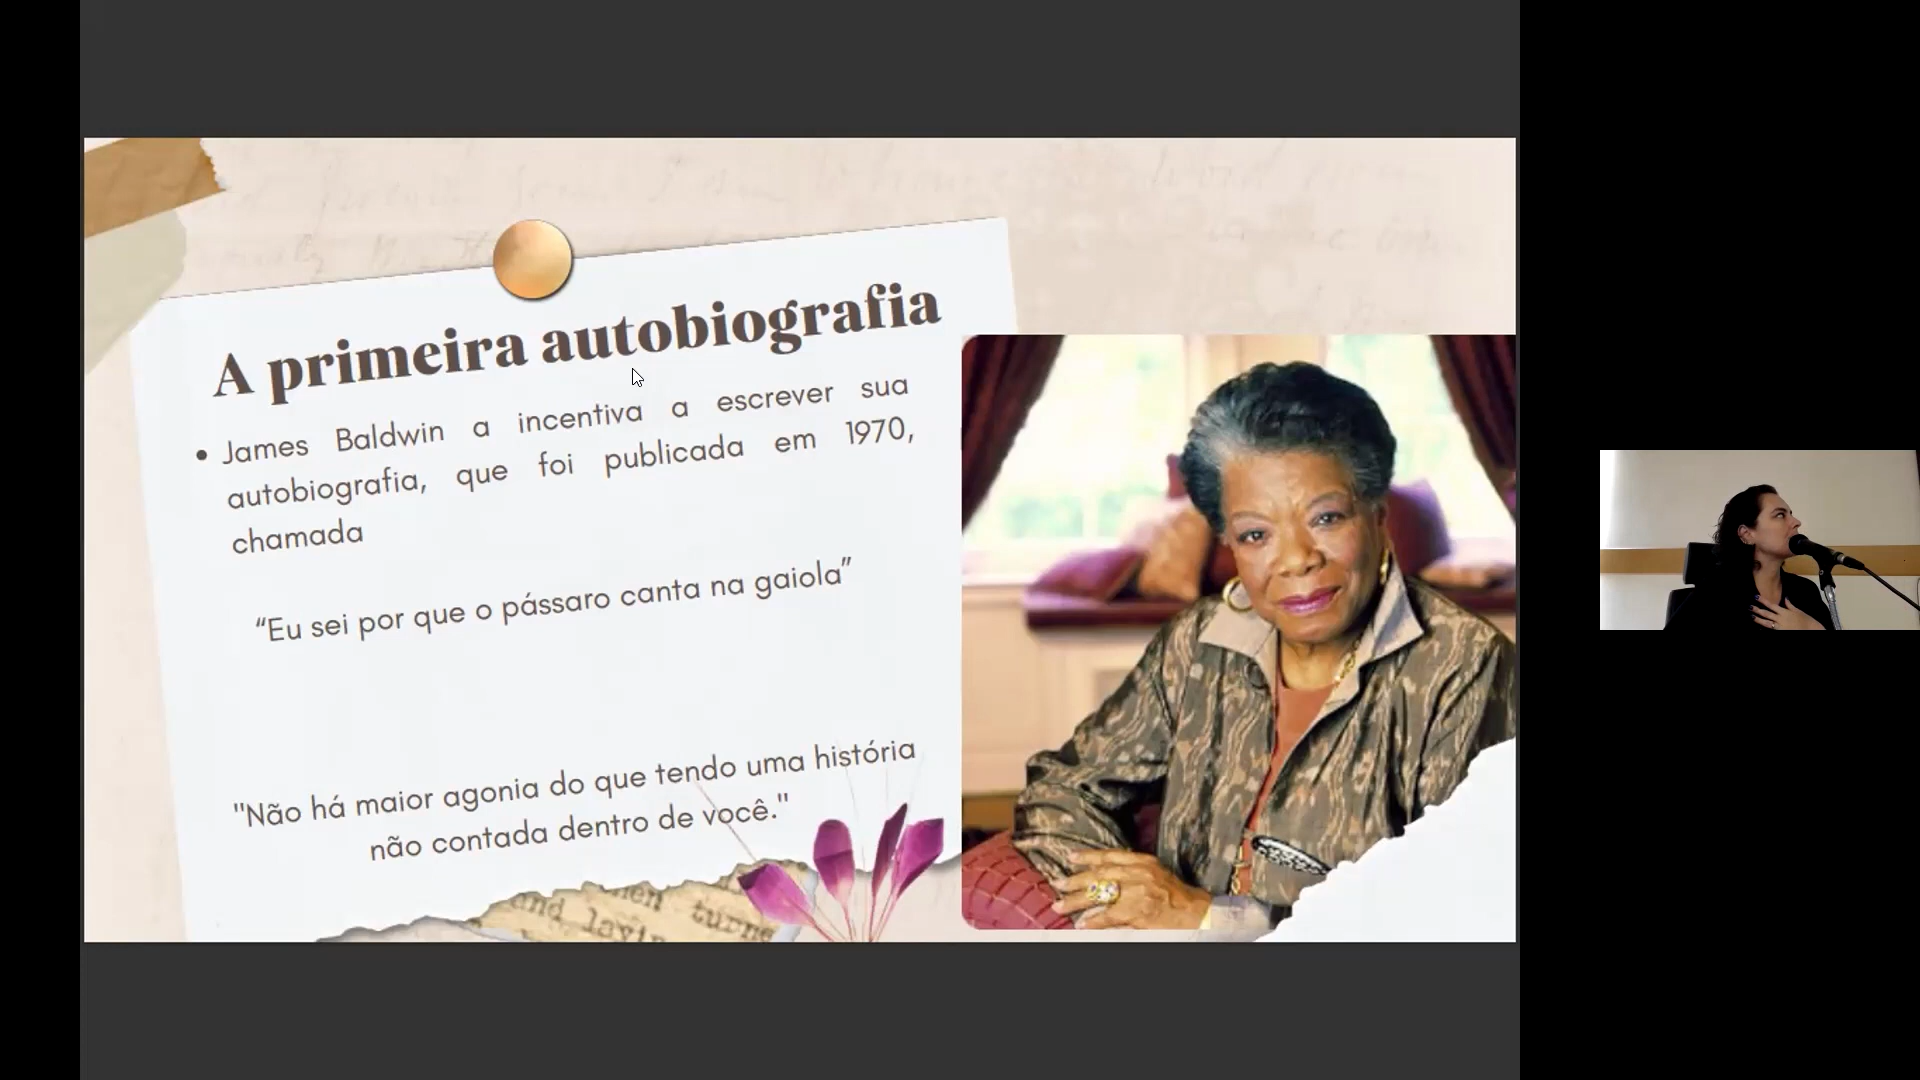 A primeira autobiografia
• James Baldwin a incentiva a escrever sua
autobiografia, que foi publicada em 1970,
chamada
“Eu sei por que o pássaro canta na gaiola”
"Não há maior agonia do que tendo uma história
não contada dentro de você."
when turne
and layin